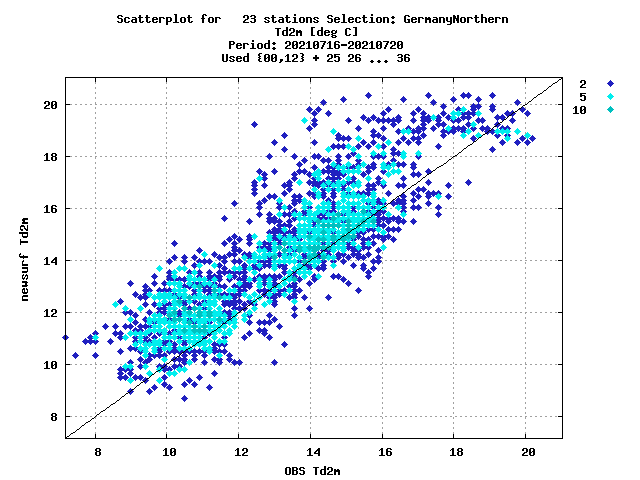 Scatterplot for   23 stations Selection: GermanyNorthern
Td2m [deg C]
Period: 20210716-20210720
Used {00,12} + 25 26 ... 36
2
5
10
20
18
16
14
12
10
8
newsurf Td2m
8 10 12 14 16 18 20
OBS Td2m